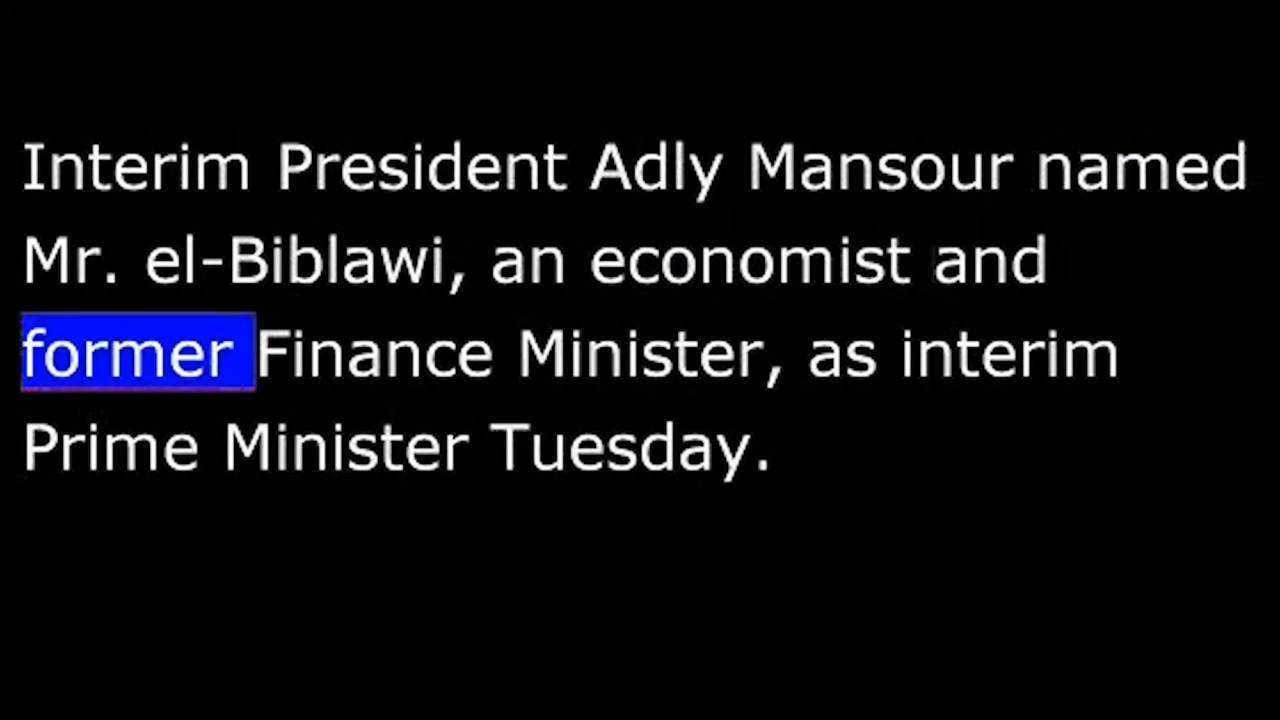 Interim President Adly Mansour named
Mr. el-Biblawi, an economist and
former Finance Minister, as interim
Prime Minister Tuesday.